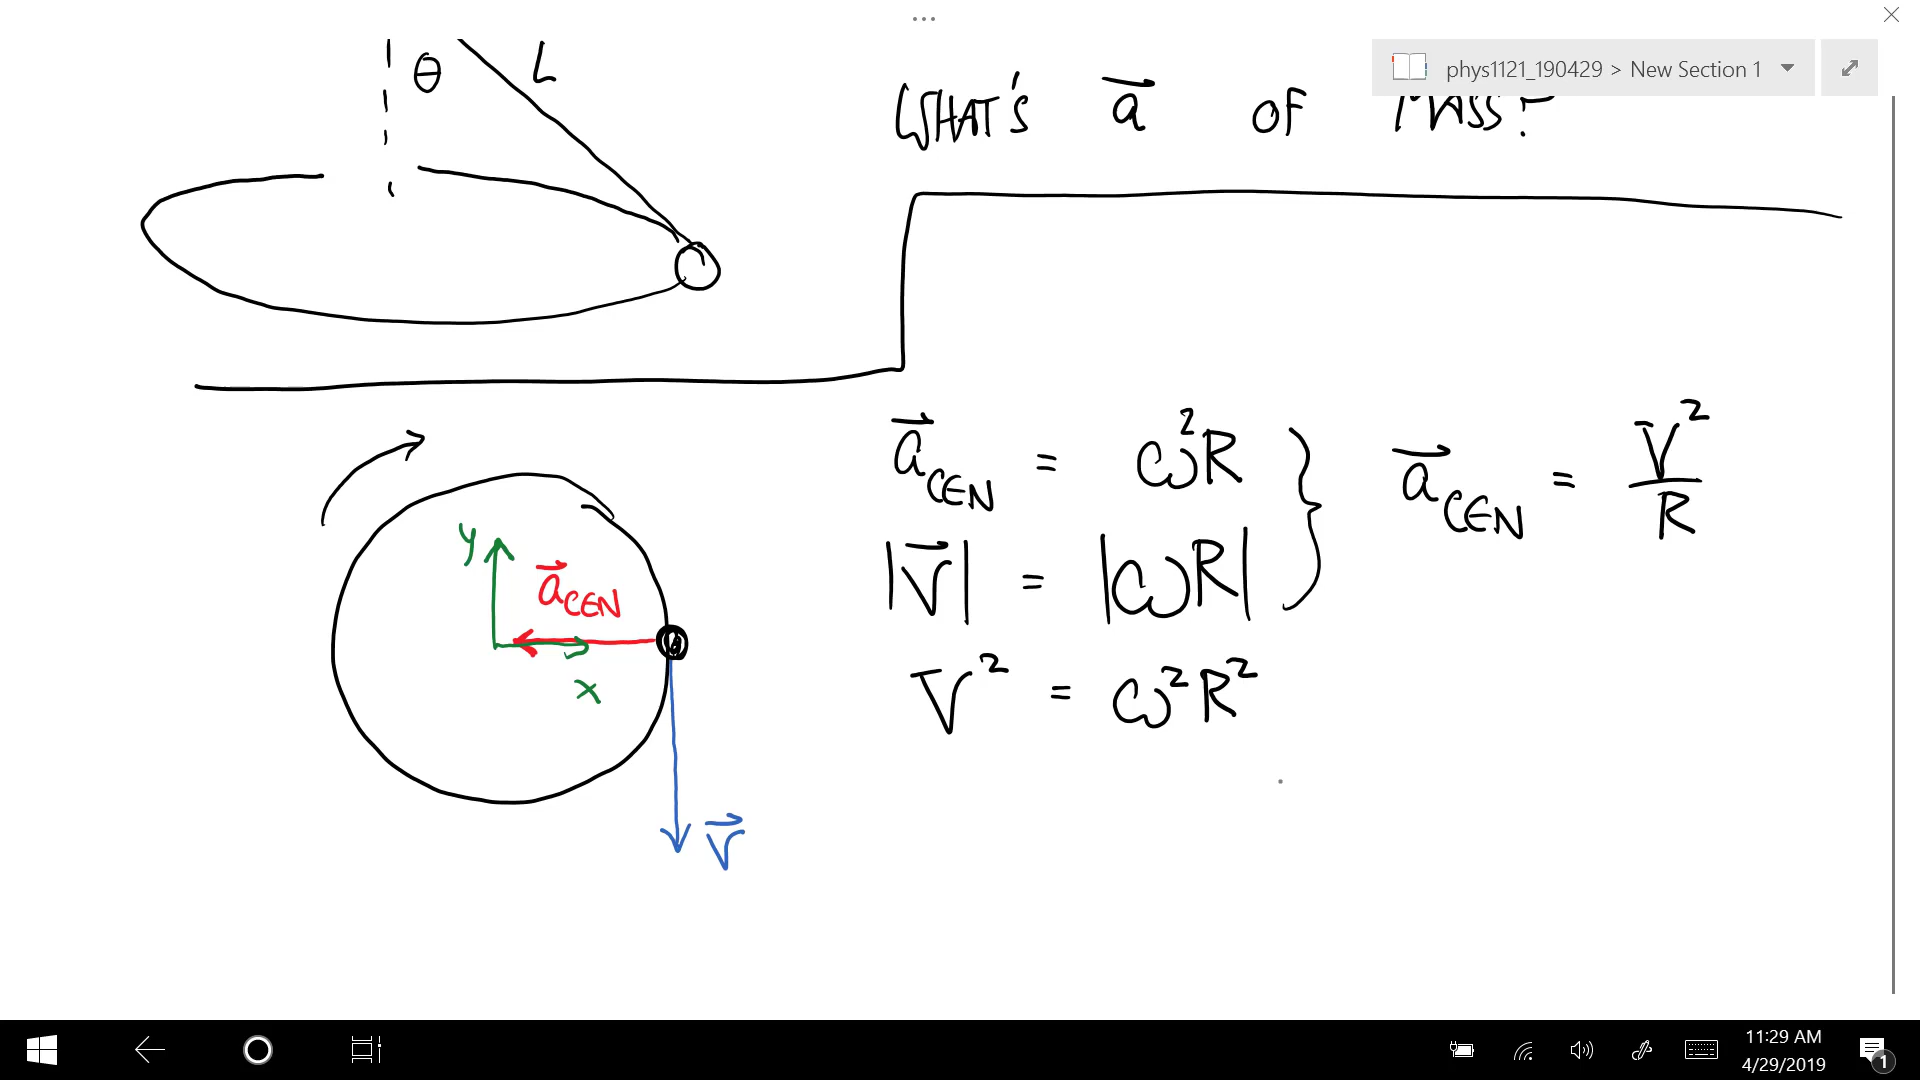 ...
phys1121_190429 > New Section 1
θ L
WHAT'S a⃗ OF MASS?
a⃗CEN = ω²R
a⃗CEN = V²/R
|V⃗| = |ωR|
V² = ω²R²
y
a⃗CEN
x
V⃗
11:29 AM
4/29/2019
1